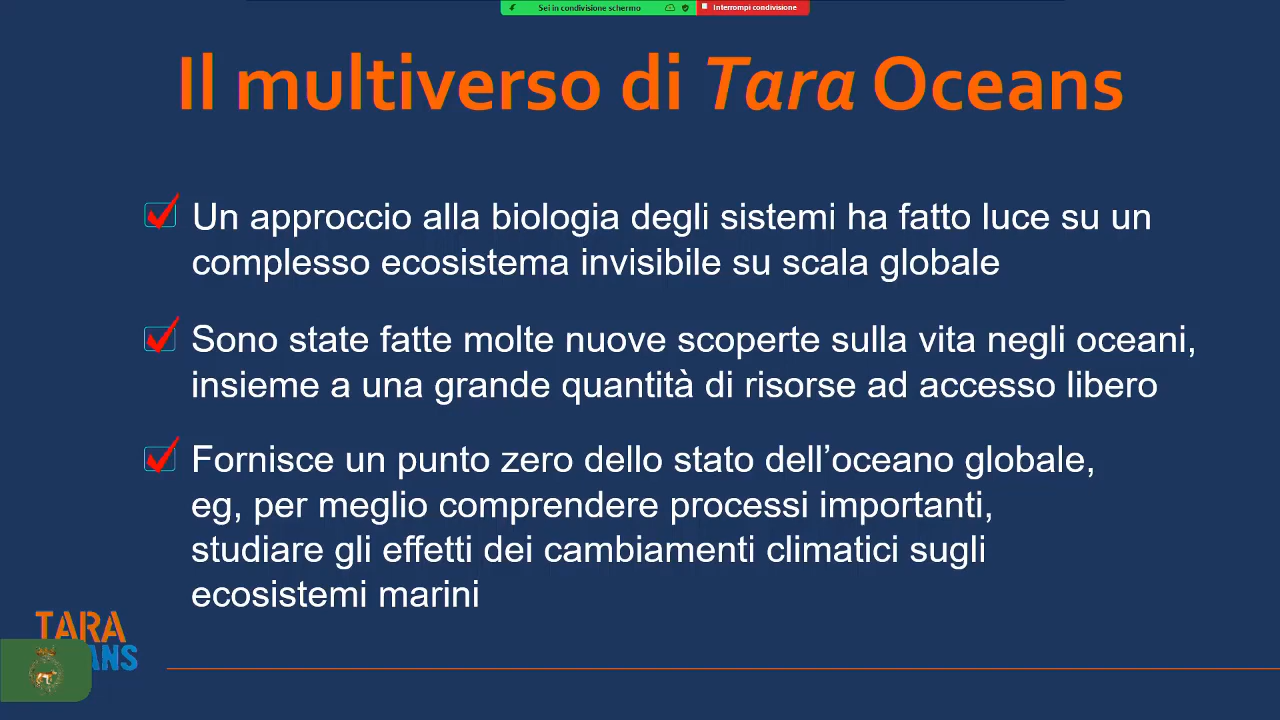 Sei in condivisione schermo
Interrompi condivisione
Il multiverso di Tara Oceans
Un approccio alla biologia degli sistemi ha fatto luce su un
complesso ecosistema invisibile su scala globale
Sono state fatte molte nuove scoperte sulla vita negli oceani,
insieme a una grande quantità di risorse ad accesso libero
Fornisce un punto zero dello stato dell’oceano globale,
eg, per meglio comprendere processi importanti,
studiare gli effetti dei cambiamenti climatici sugli
ecosistemi marini
TARA
ANS